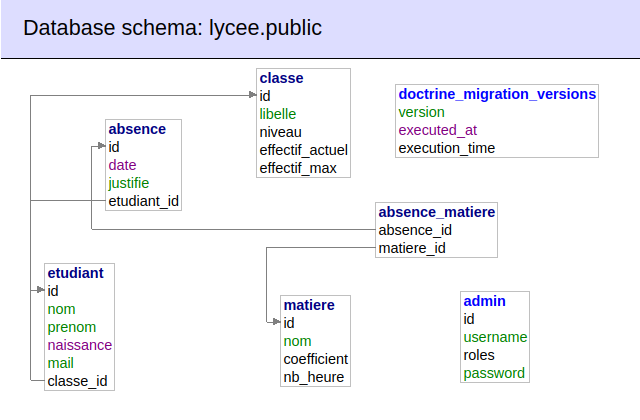 Database schema: lycee.public
classe
id
libelle
niveau
effectif_actuel
effectif_max
doctrine_migration_versions
version
executed_at
execution_time
absence
id
date
justifie
etudiant_id
absence_matiere
absence_id
matiere_id
etudiant
id
nom
prenom
naissance
mail
classe_id
matiere
id
nom
coefficient
nb_heure
admin
id
username
roles
password